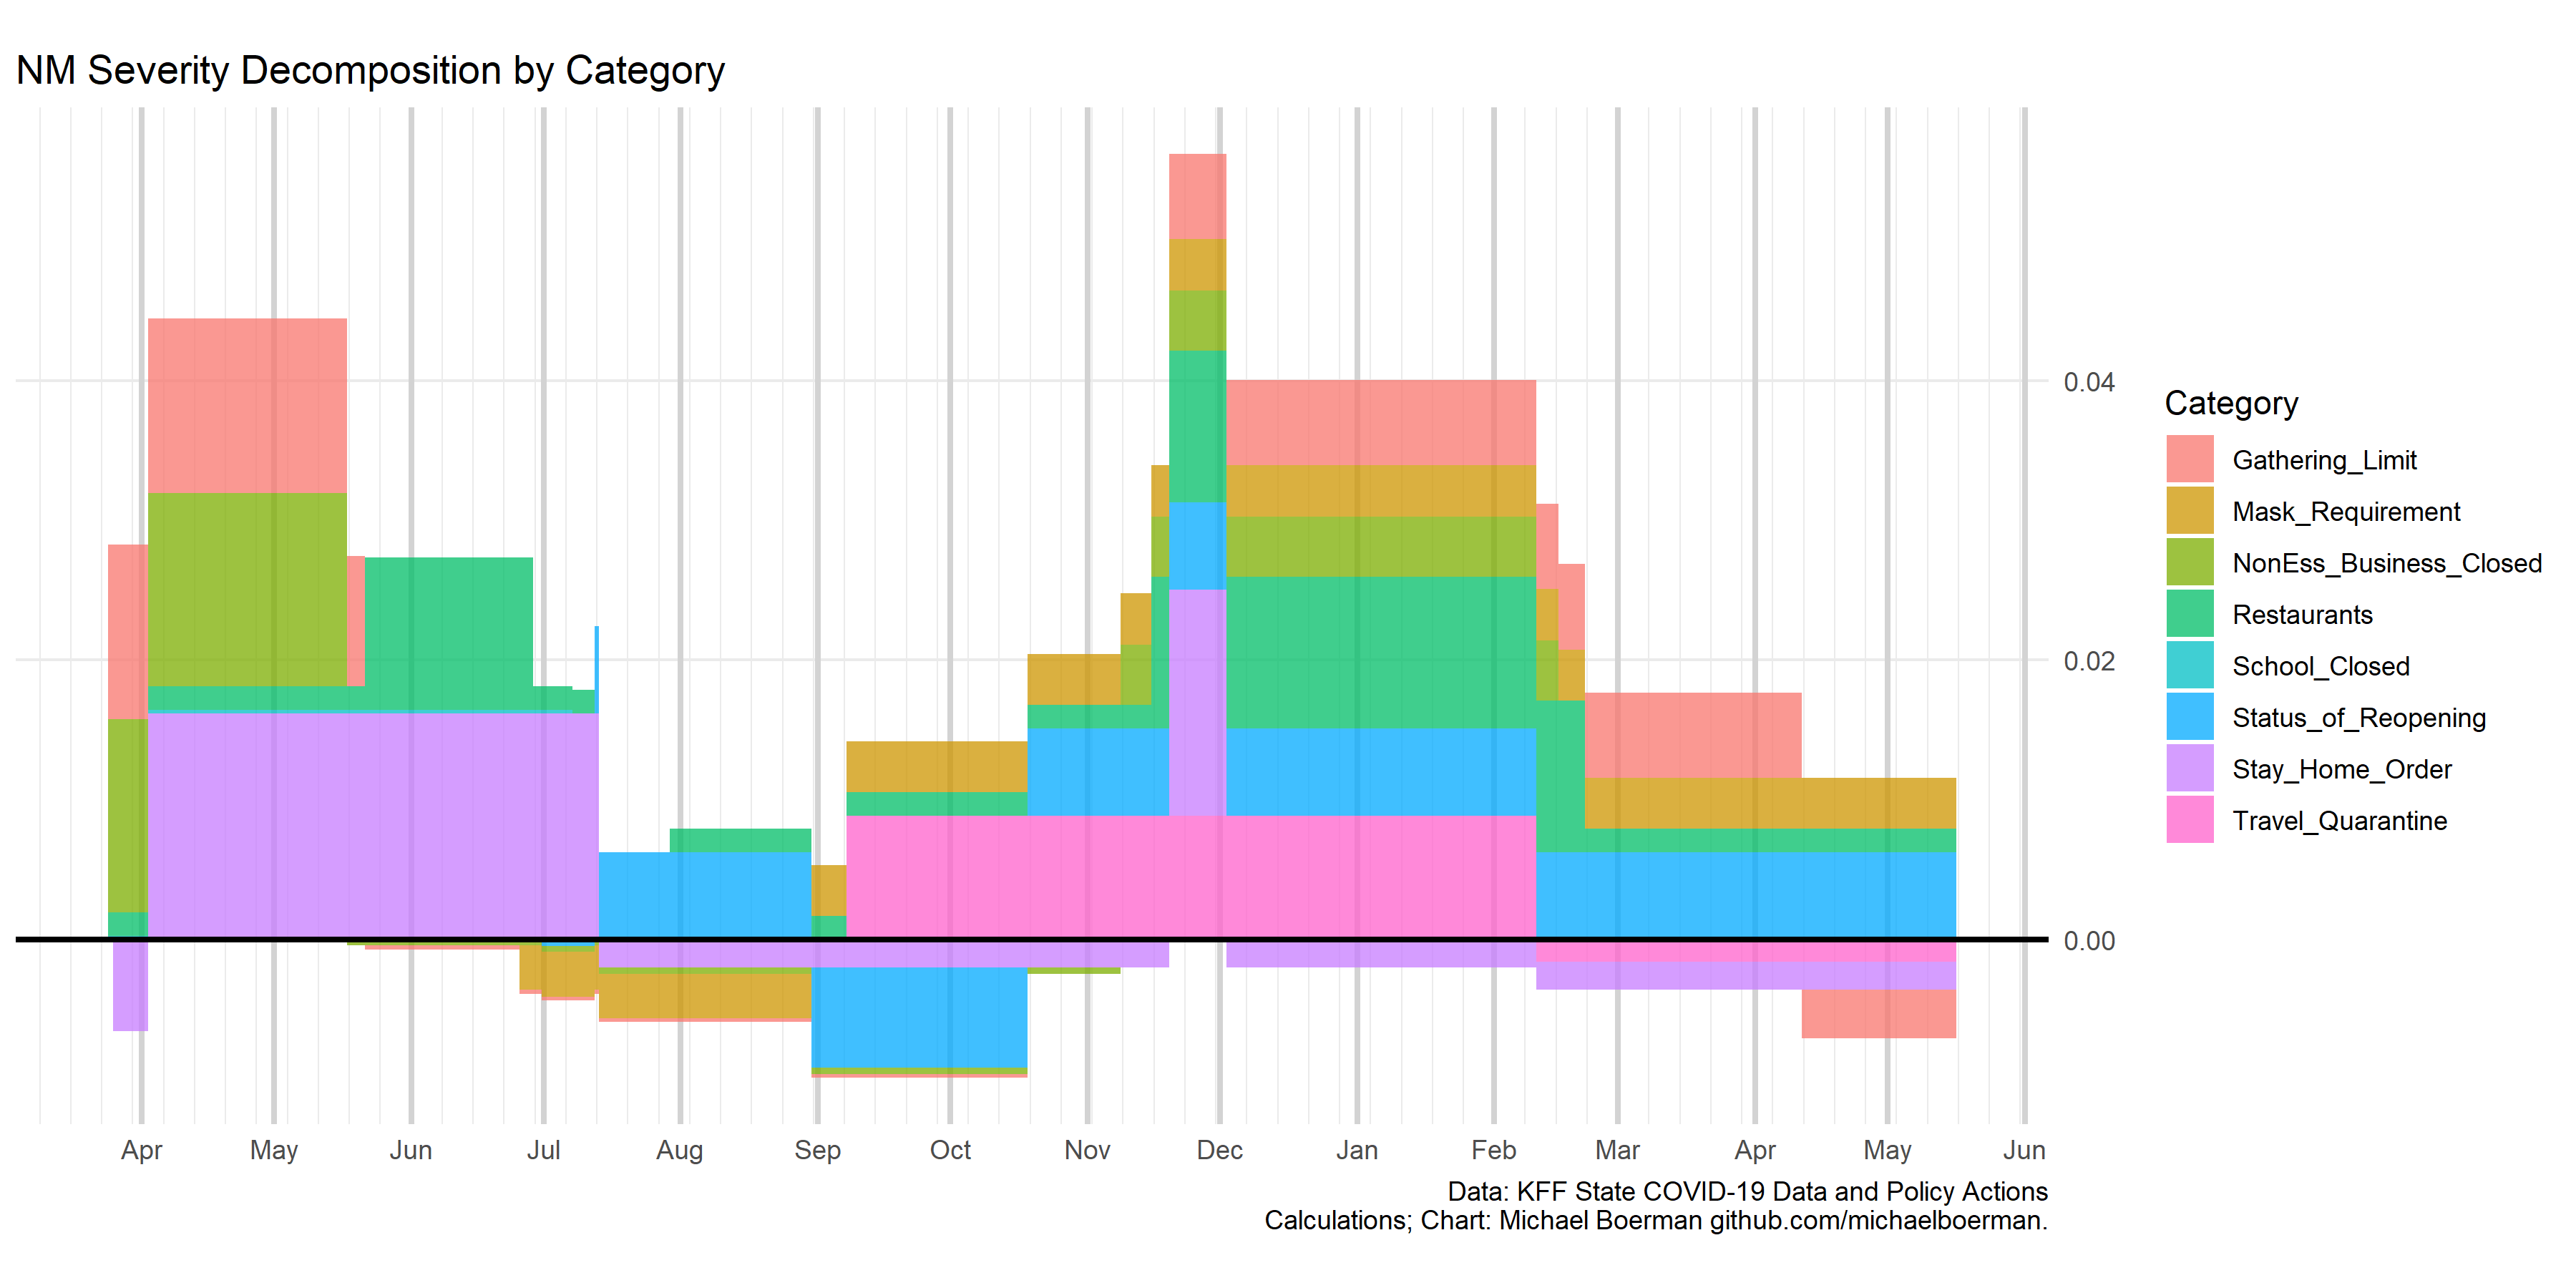 NM Severity Decomposition by Category
0.04
0.02
0.00
Category
Gathering_Limit
Mask_Requirement
NonEss_Business_Closed
Restaurants
School_Closed
Status_of_Reopening
Stay_Home_Order
Travel_Quarantine
Apr May Jun Jul Aug Sep Oct Nov Dec Jan Feb Mar Apr May Jun
Data: KFF State COVID-19 Data and Policy Actions
Calculations; Chart: Michael Boerman github.com/michaelboerman.